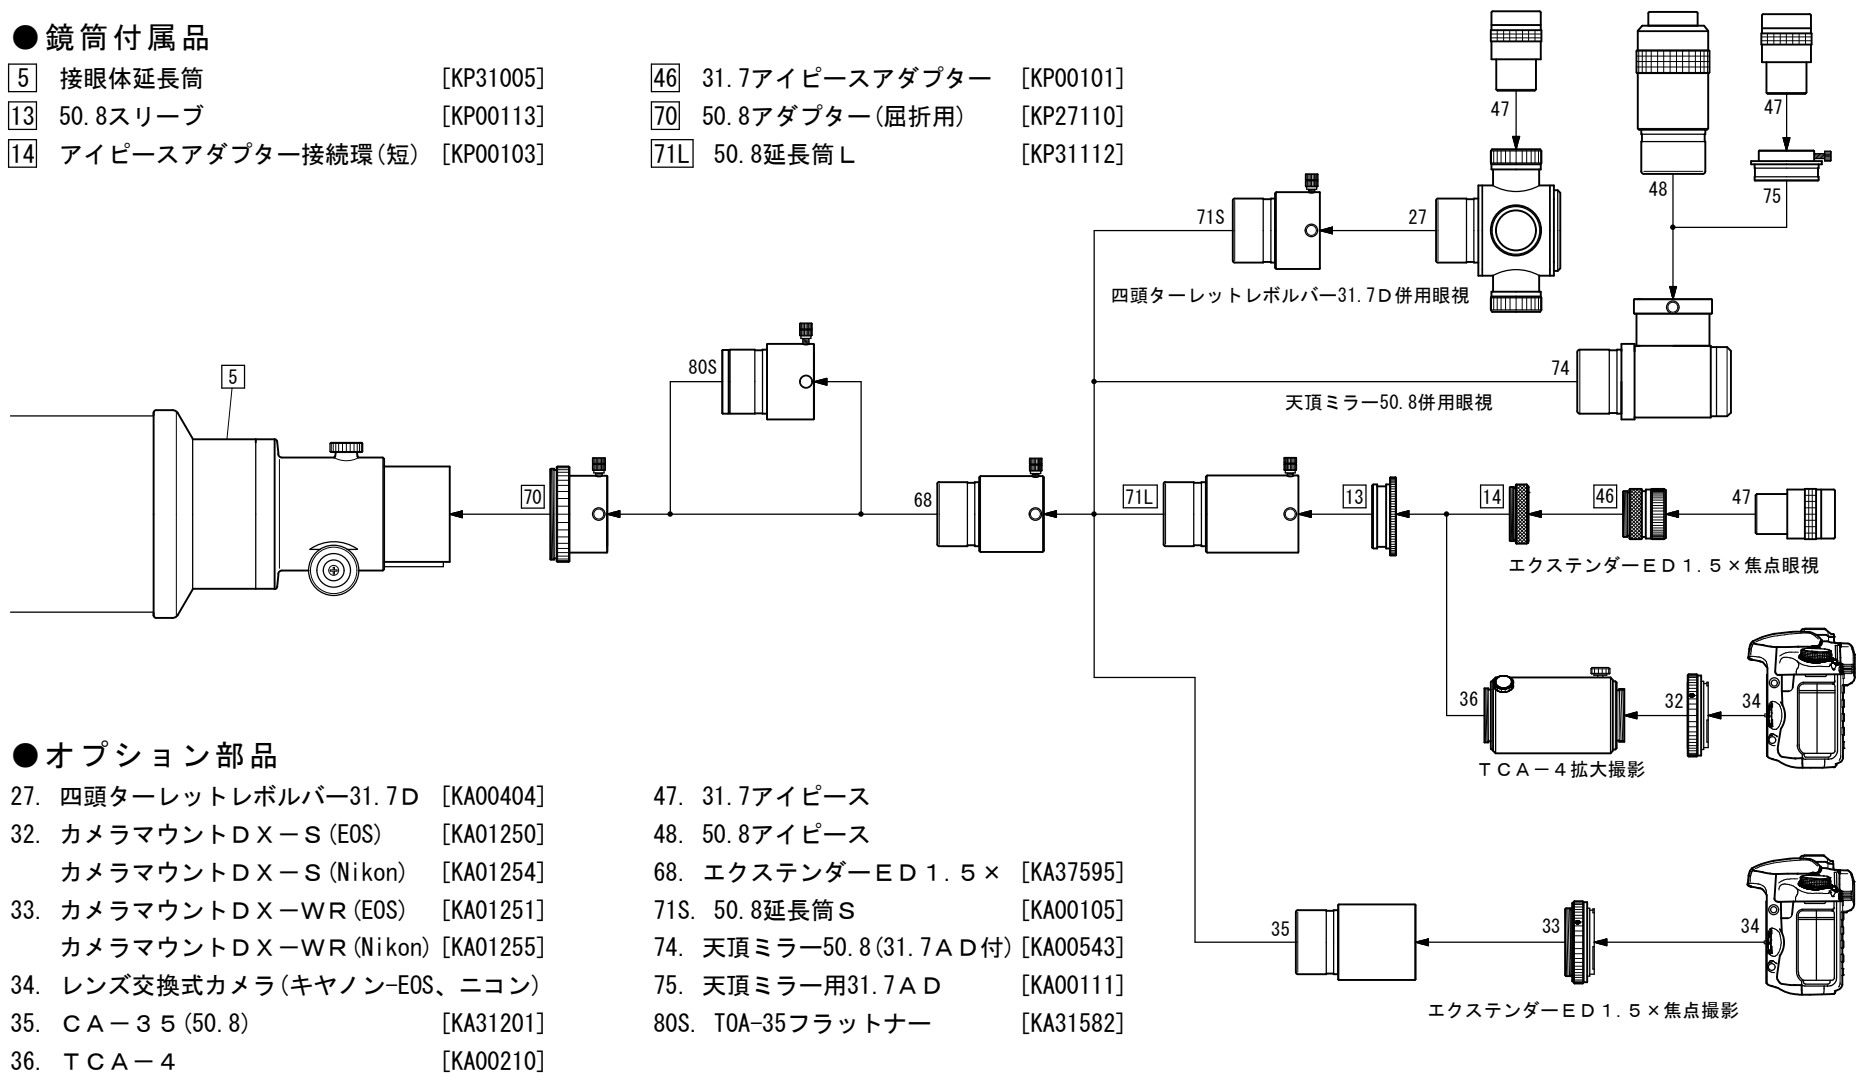 ●鏡筒付属品
5 接眼体延長筒 [KP31005]
13 50.8スリーブ [KP00113]
14 アイピースアダプター接続環(短) [KP00103]
46 31.7アイピースアダプター [KP00101]
70 50.8アダプター(屈折用) [KP27110]
71L 50.8延長筒L [KP31112]
47
47
48
75
71S
27
四頭ターレットレボルバー31.7D併用眼視
80S
74
天頂ミラー50.8併用眼視
5
70
68
71L
13
14
46
47
エクステンダーED1.5×焦点眼視
36
32
34
TCA-4拡大撮影
35
33
34
エクステンダーED1.5×焦点撮影
●オプション部品
27. 四頭ターレットレボルバー31.7D [KA00404]
32. カメラマウントDX-S(EOS) [KA01250]
カメラマウントDX-S(Nikon) [KA01254]
33. カメラマウントDX-WR(EOS) [KA01251]
カメラマウントDX-WR(Nikon) [KA01255]
34. レンズ交換式カメラ(キヤノン-EOS、ニコン)
35. CA-35(50.8) [KA31201]
36. TCA-4 [KA00210]
47. 31.7アイピース
48. 50.8アイピース
68. エクステンダーED1.5× [KA37595]
71S. 50.8延長筒S [KA00105]
74. 天頂ミラー50.8(31.7AD付) [KA00543]
75. 天頂ミラー用31.7AD [KA00111]
80S. TOA-35フラットナー [KA31582]